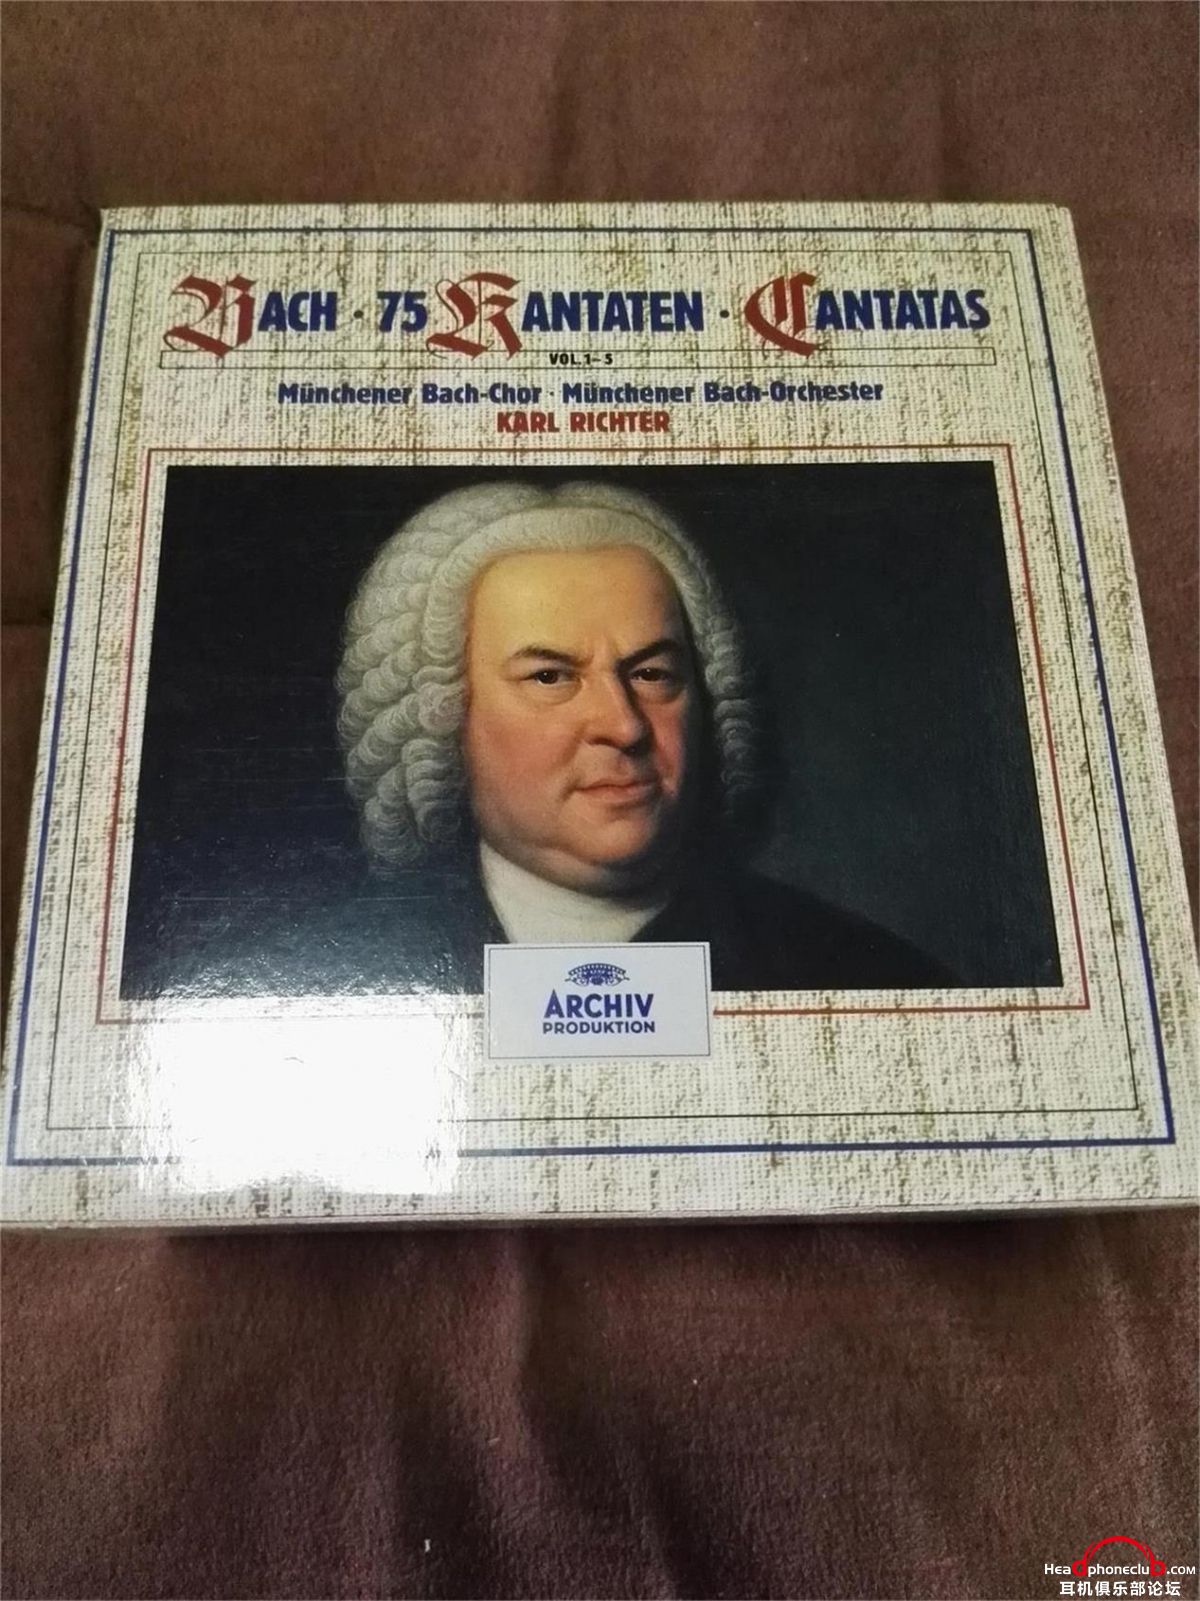 BACH · 75 KANTATEN · CANTATAS
VOL. 1-5
Münchener Bach-Chor · Münchener Bach-Orchester
KARL RICHTER
ARCHIV
PRODUKTION
Headphoneclub.com
耳机俱乐部论坛